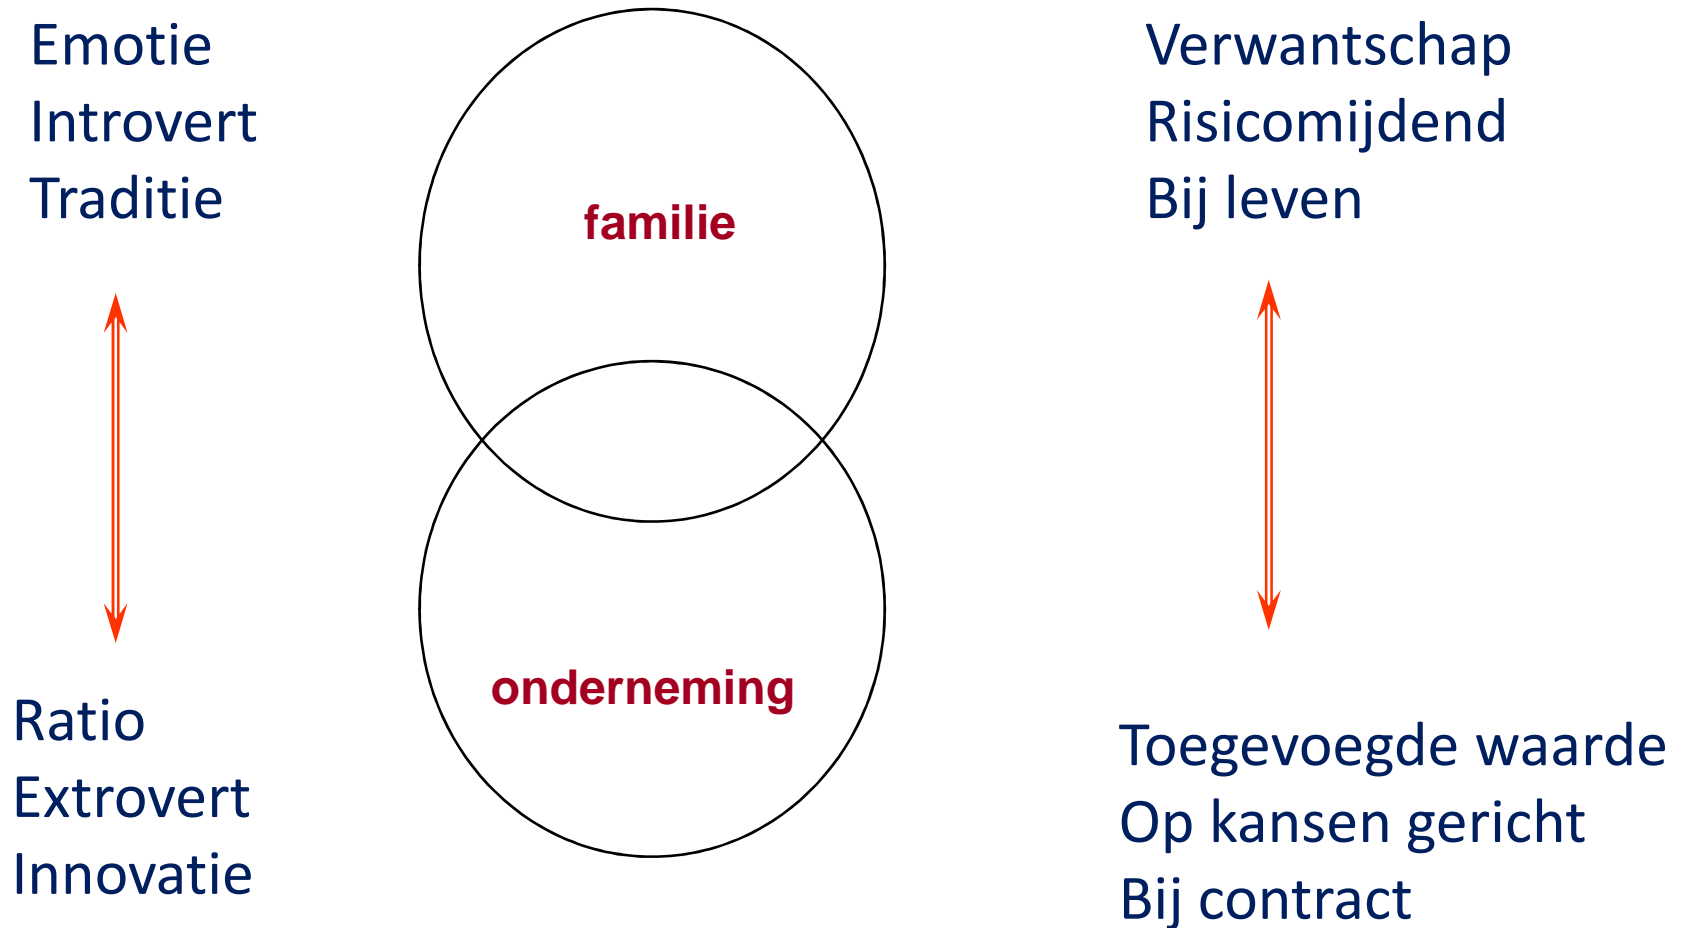 Emotie
Introvert
Traditie
familie
Verwantschap
Risicomijdend
Bij leven
Ratio
Extrovert
Innovatie
onderneming
Toegevoegde waarde
Op kansen gericht
Bij contract